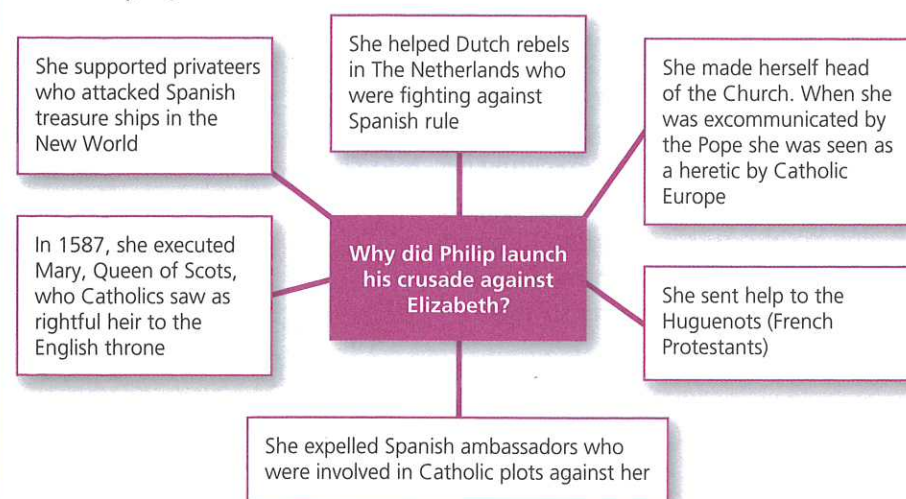 She supported privateers
who attacked Spanish
treasure ships in the
New World
She helped Dutch rebels
in The Netherlands who
were fighting against
Spanish rule
She made herself head
of the Church. When she
was excommunicated by
the Pope she was seen as
a heretic by Catholic
Europe
In 1587, she executed
Mary, Queen of Scots,
who Catholics saw as
rightful heir to the
English throne
Why did Philip launch
his crusade against
Elizabeth?
She sent help to the
Huguenots (French
Protestants)
She expelled Spanish ambassadors who
were involved in Catholic plots against her